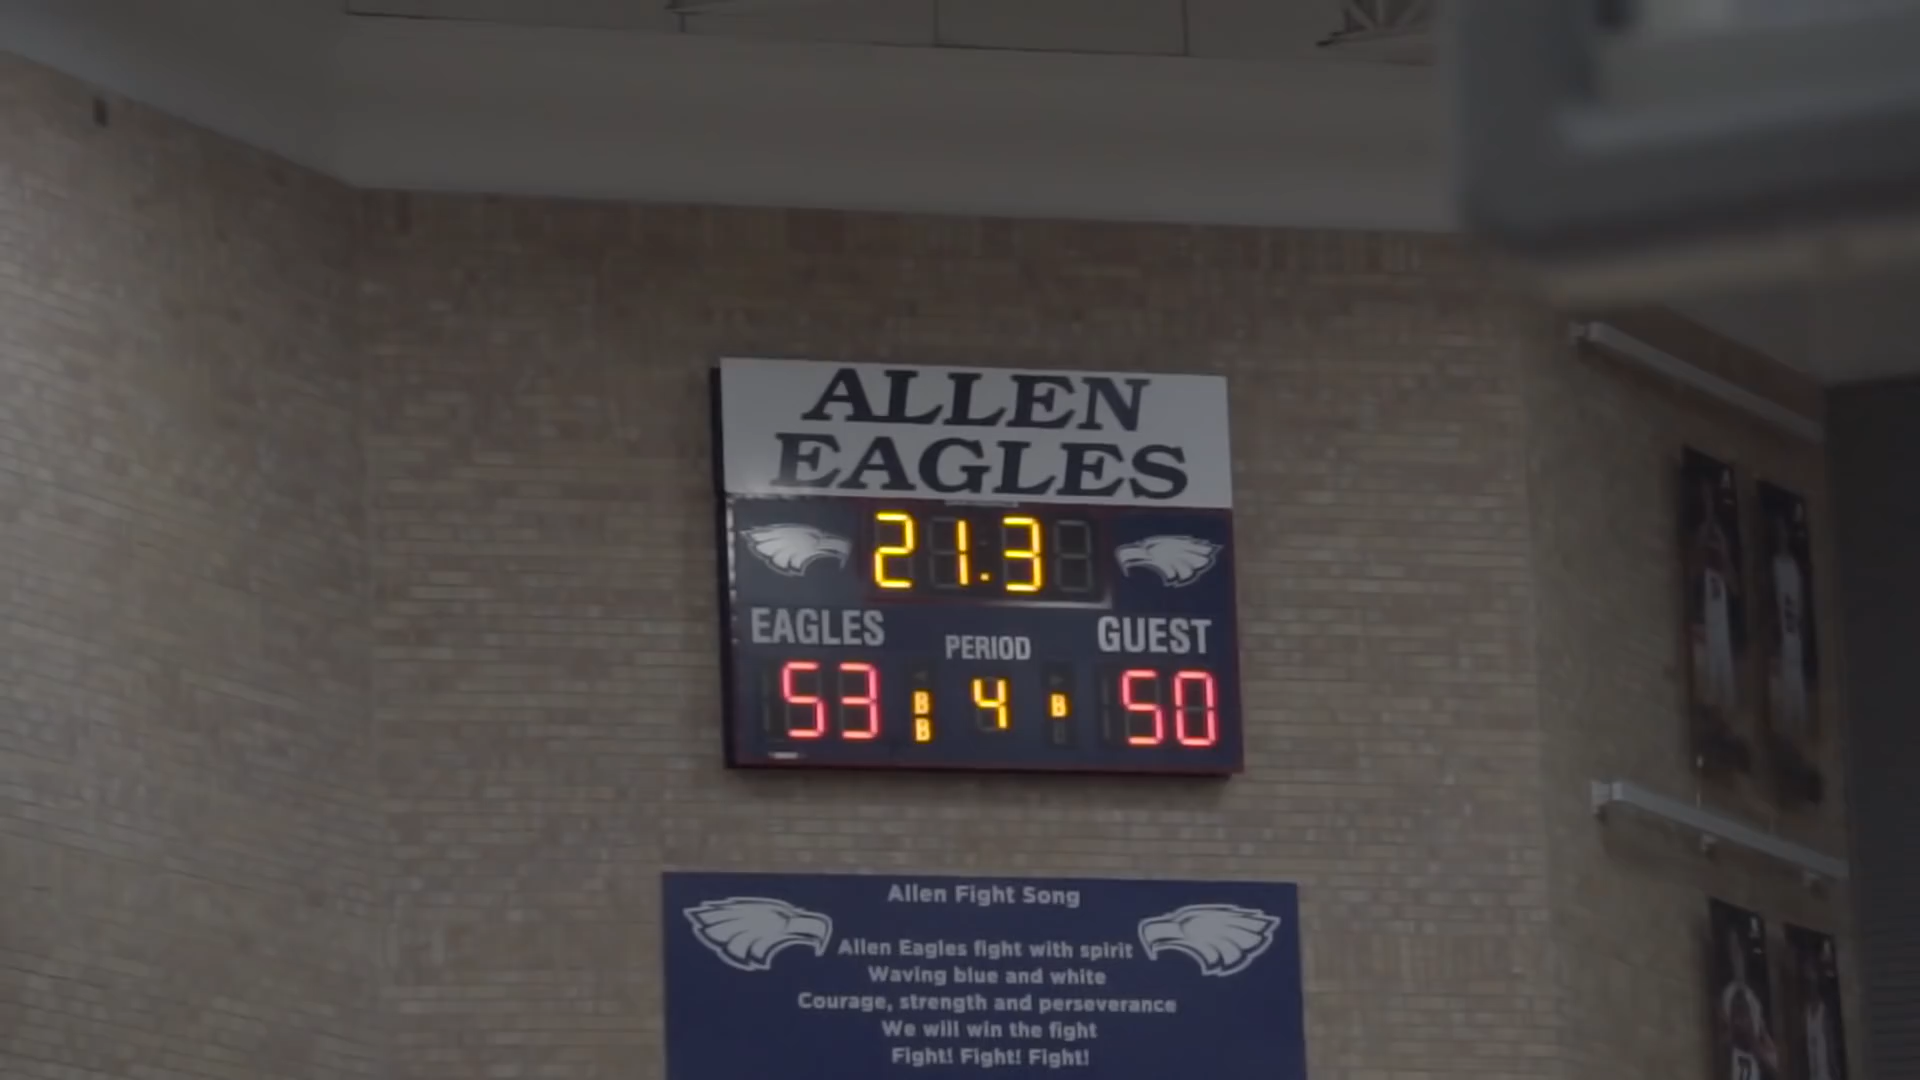 ALLEN
EAGLES
21.3
EAGLES
PERIOD
GUEST
53 B 4 B 50
B
Allen Fight Song
Allen Eagles fight with spirit
Waving blue and white
Courage, strength and perseverance
We will win the fight
Fight! Fight! Fight!